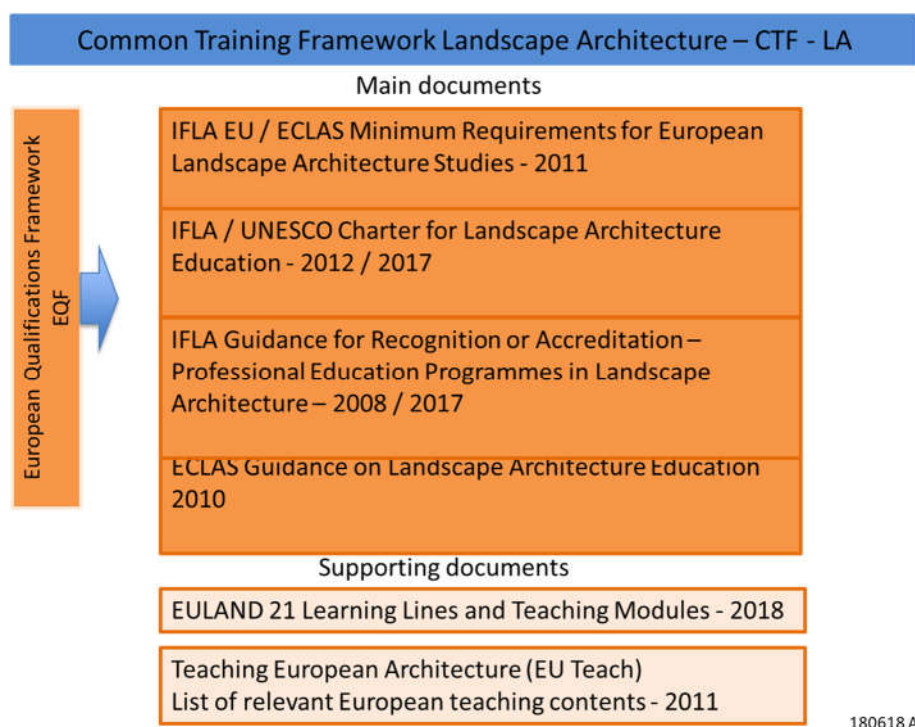 Common Training Framework Landscape Architecture – CTF - LA
Main documents
European Qualifications Framework
EQF
IFLA EU / ECLAS Minimum Requirements for European
Landscape Architecture Studies - 2011
IFLA / UNESCO Charter for Landscape Architecture
Education - 2012 / 2017
IFLA Guidance for Recognition or Accreditation –
Professional Education Programmes in Landscape
Architecture – 2008 / 2017
ECLAS Guidance on Landscape Architecture Education
2010
Supporting documents
EULAND 21 Learning Lines and Teaching Modules - 2018
Teaching European Architecture (EU Teach)
List of relevant European teaching contents - 2011
180618 A